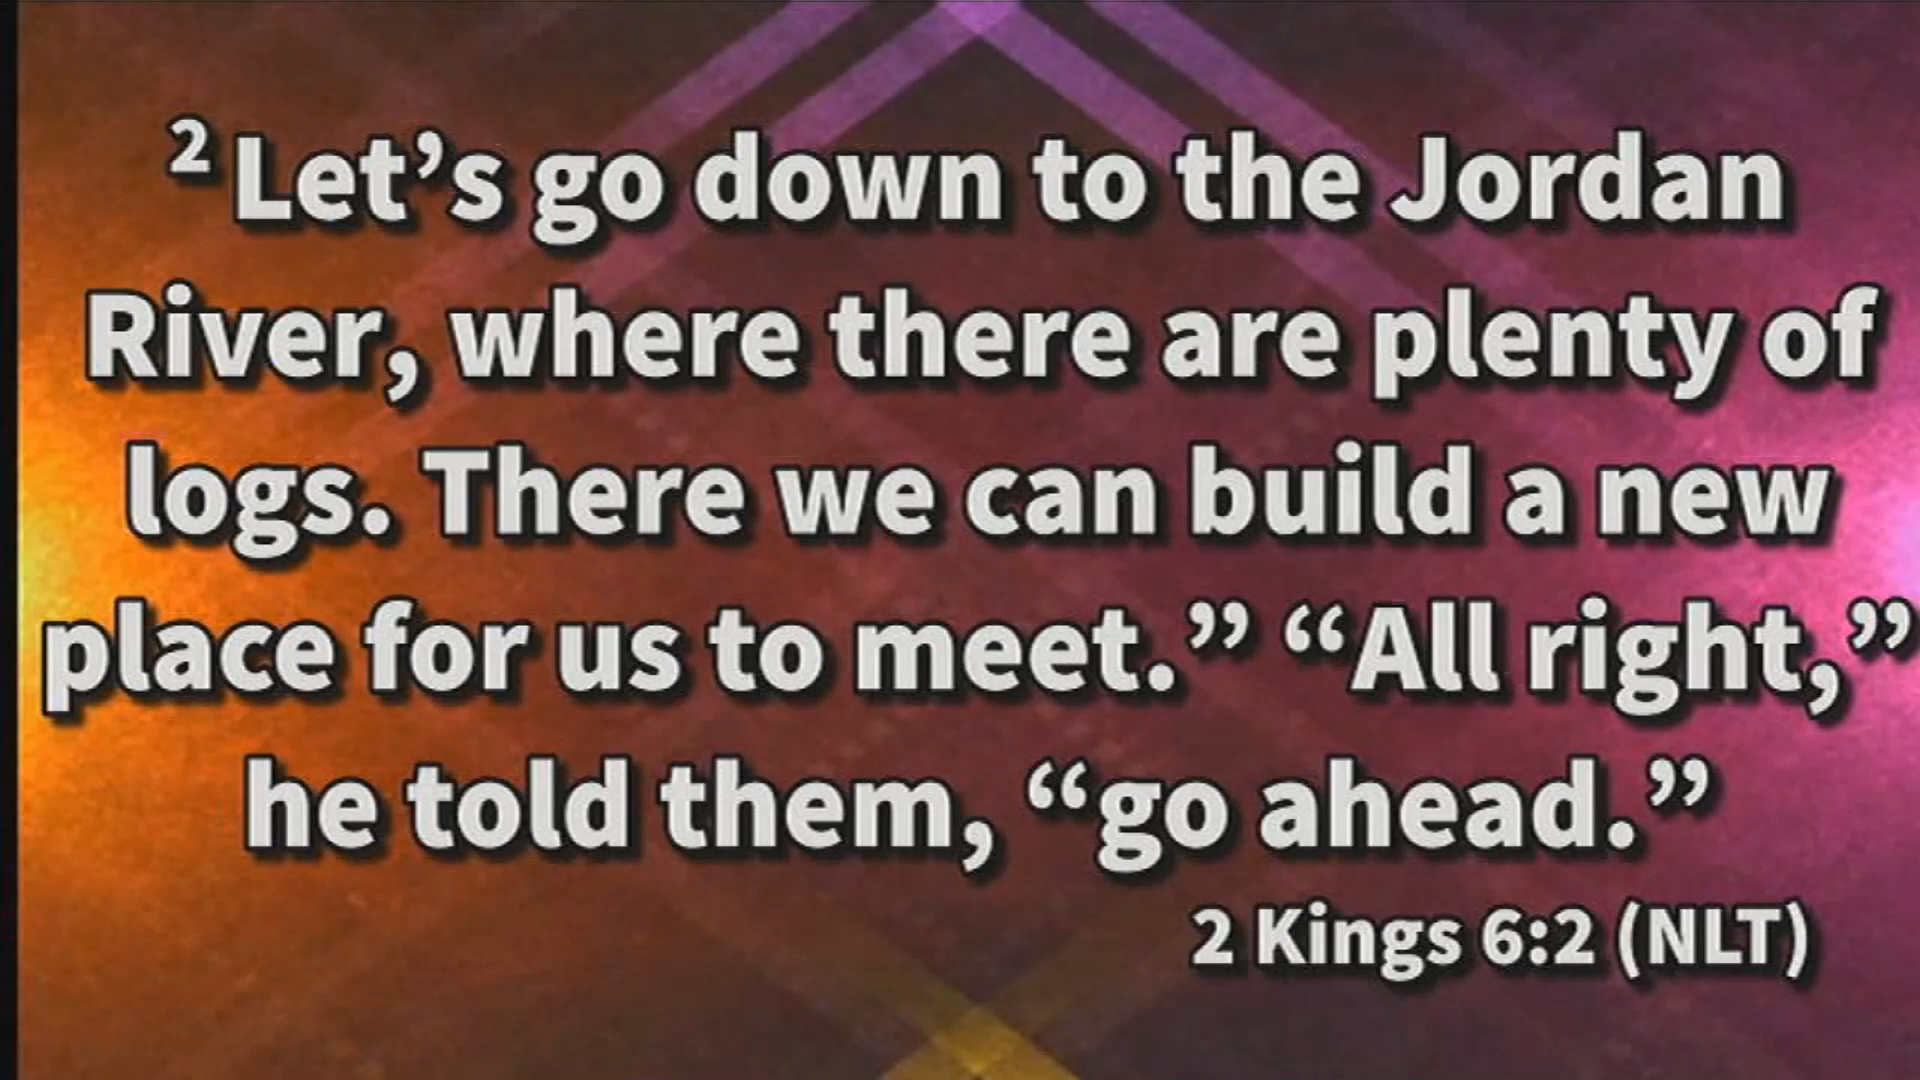 ² Let’s go down to the Jordan
River, where there are plenty of
logs. There we can build a new
place for us to meet.” “All right,”
he told them, “go ahead.”
2 Kings 6:2 (NLT)